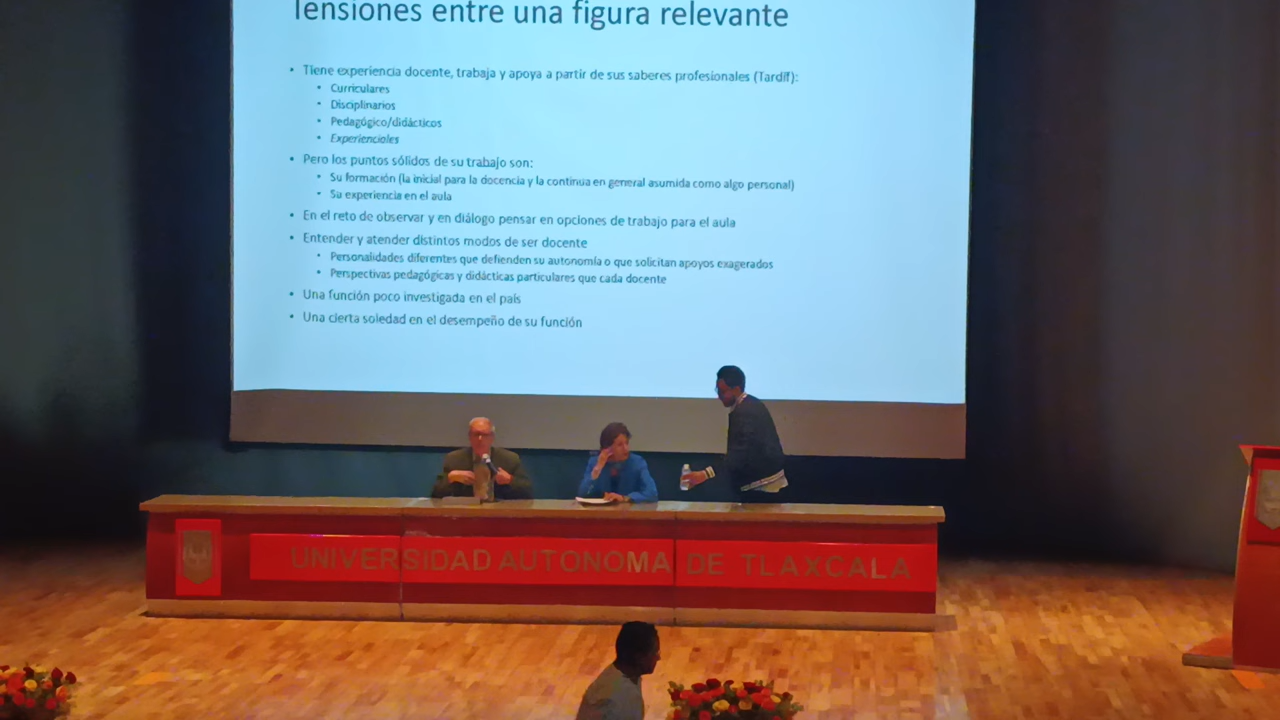 Tensiones entre una figura relevante
• Tiene experiencia docente, trabaja y apoya a partir de sus saberes profesionales (Tardif):
• Curriculares
• Disciplinarios
• Pedagógico/didácticos
• Experienciales
• Pero los puntos sólidos de su trabajo son:
• Su formación (la inicial para la docencia y la continua en general asumida como algo personal)
• Su experiencia en el aula
• En el reto de observar y en diálogo pensar en opciones de trabajo para el aula
• Entender y atender distintos modos de ser docente
• Personalidades diferentes que defienden su autonomía o que solicitan apoyos exagerados
• Perspectivas pedagógicas y didácticas particulares que cada docente
• Una función poco investigada en el país
• Una cierta soledad en el desempeño de su función
UNIVERSIDAD AUTONOMA DE TLAXCALA